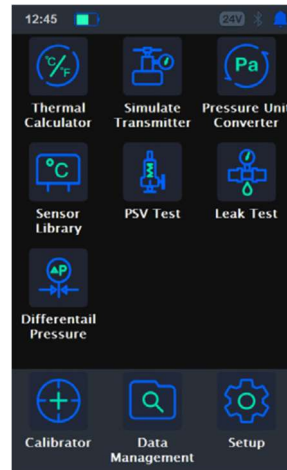 12:45 24V
°C/°F Pa
Thermal Calculator
Simulate Transmitter
Pressure Unit Converter
°C
Sensor Library
PSV Test
Leak Test
▲P
Differentail Pressure
Calibrator
Data Management
Setup